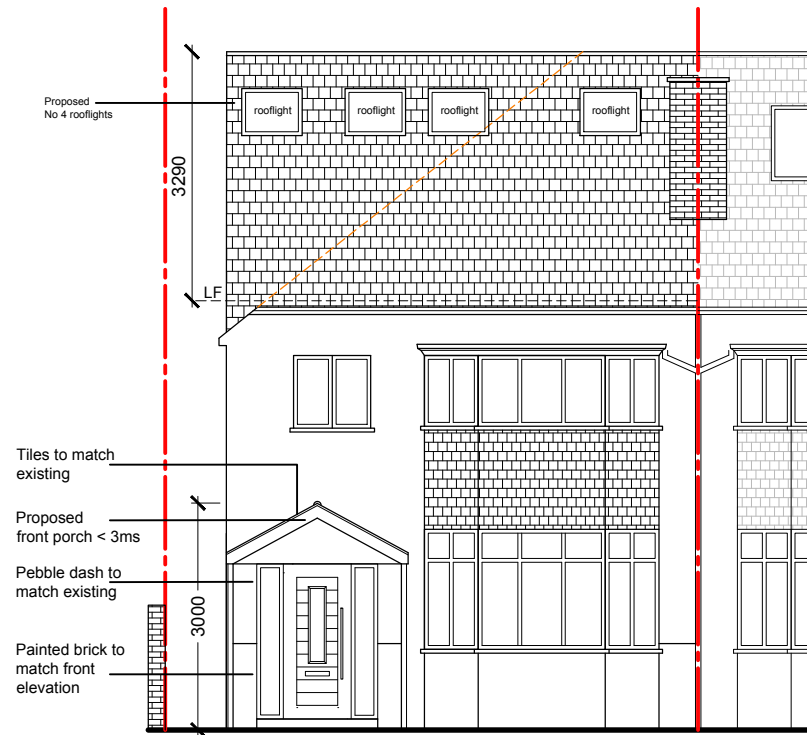 Proposed
No 4 rooflights
rooflight
rooflight
rooflight
rooflight
3290
LF
Tiles to match
existing
Proposed
front porch < 3ms
Pebble dash to
match existing
3000
Painted brick to
match front
elevation